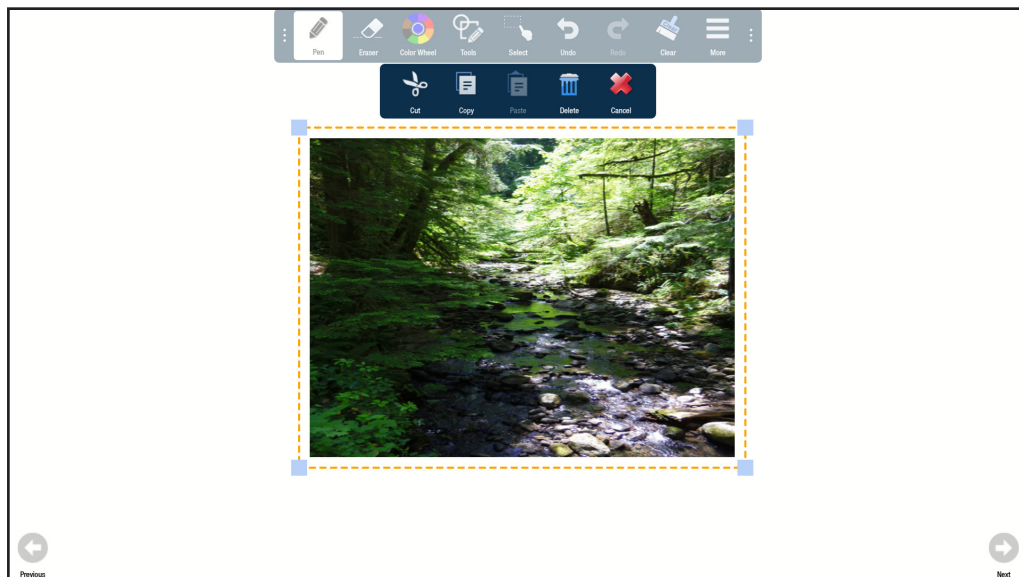 Pen Eraser Color Wheel Tools Select Undo Redo Clear More
Cut Copy Paste Delete Cancel
Previous Next